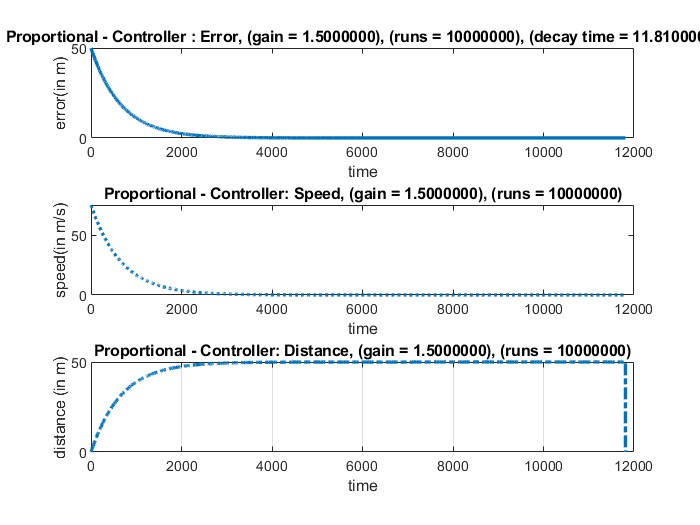 Proportional - Controller : Error, (gain = 1.5000000), (runs = 10000000), (decay time = 11.81000
50
0
error(in m)
0 2000 4000 6000 8000 10000 12000
time
Proportional - Controller: Speed, (gain = 1.5000000), (runs = 10000000)
50
0
speed(in m/s)
0 2000 4000 6000 8000 10000 12000
time
Proportional - Controller: Distance, (gain = 1.5000000), (runs = 10000000)
50
0
distance (in m)
0 2000 4000 6000 8000 10000 12000
time